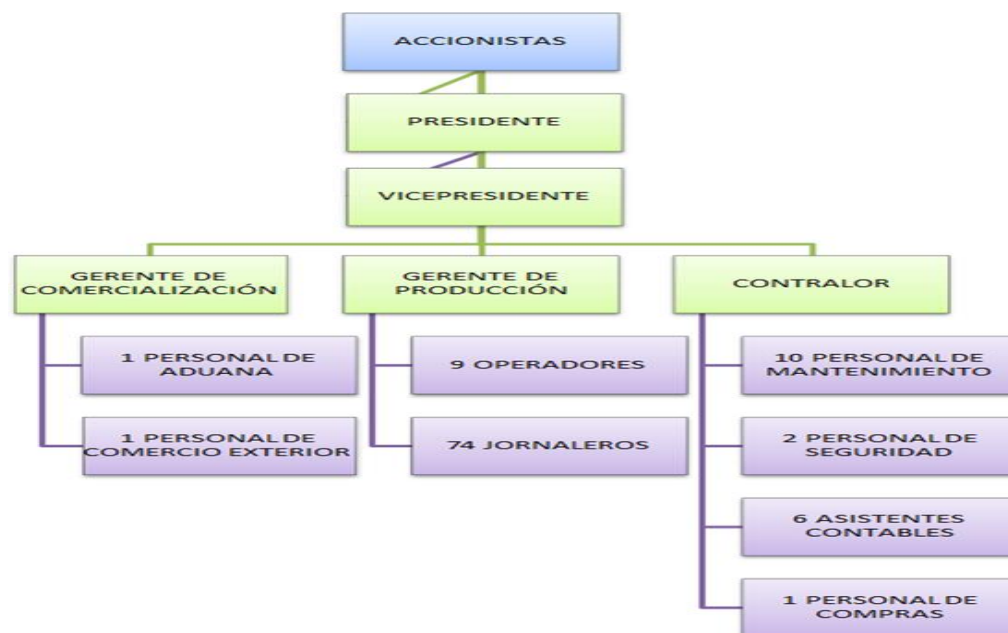 ACCIONISTAS
PRESIDENTE
VICEPRESIDENTE
GERENTE DE
COMERCIALIZACIÓN
GERENTE DE
PRODUCCIÓN
CONTRALOR
1 PERSONAL DE
ADUANA
1 PERSONAL DE
COMERCIO EXTERIOR
9 OPERADORES
74 JORNALEROS
10 PERSONAL DE
MANTENIMIENTO
2 PERSONAL DE
SEGURIDAD
6 ASISTENTES
CONTABLES
1 PERSONAL DE
COMPRAS